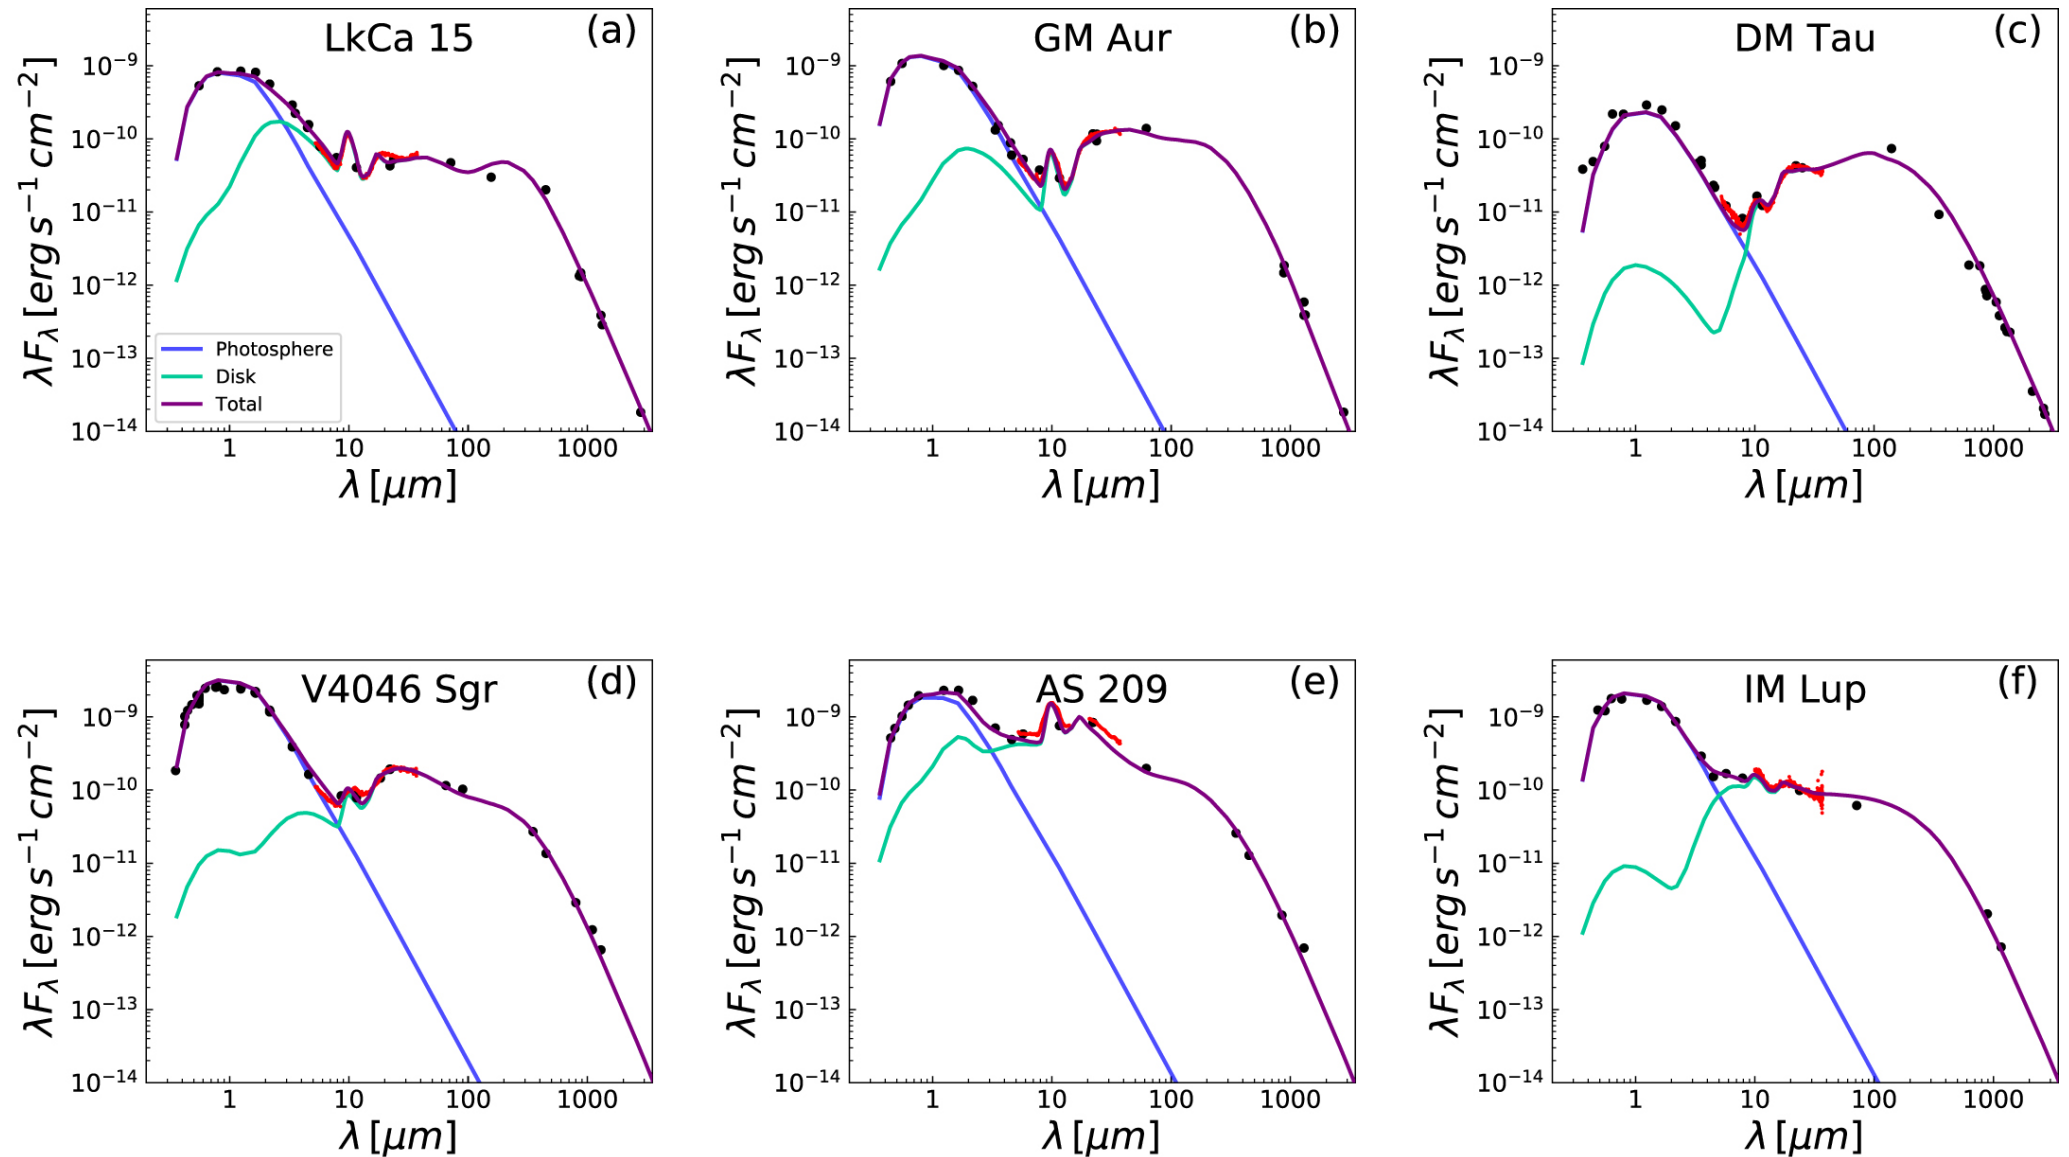 LkCa 15 (a)
10⁻⁹
10⁻¹⁰
10⁻¹¹
10⁻¹²
10⁻¹³
10⁻¹⁴
λF_λ [erg s⁻¹ cm⁻²]
Photosphere
Disk
Total
1 10 100 1000
λ [μm]
GM Aur (b)
10⁻⁹
10⁻¹⁰
10⁻¹¹
10⁻¹²
10⁻¹³
10⁻¹⁴
λF_λ [erg s⁻¹ cm⁻²]
1 10 100 1000
λ [μm]
DM Tau (c)
10⁻⁹
10⁻¹⁰
10⁻¹¹
10⁻¹²
10⁻¹³
10⁻¹⁴
λF_λ [erg s⁻¹ cm⁻²]
1 10 100 1000
λ [μm]
V4046 Sgr (d)
10⁻⁹
10⁻¹⁰
10⁻¹¹
10⁻¹²
10⁻¹³
10⁻¹⁴
λF_λ [erg s⁻¹ cm⁻²]
1 10 100 1000
λ [μm]
AS 209 (e)
10⁻⁹
10⁻¹⁰
10⁻¹¹
10⁻¹²
10⁻¹³
10⁻¹⁴
λF_λ [erg s⁻¹ cm⁻²]
1 10 100 1000
λ [μm]
IM Lup (f)
10⁻⁹
10⁻¹⁰
10⁻¹¹
10⁻¹²
10⁻¹³
10⁻¹⁴
λF_λ [erg s⁻¹ cm⁻²]
1 10 100 1000
λ [μm]